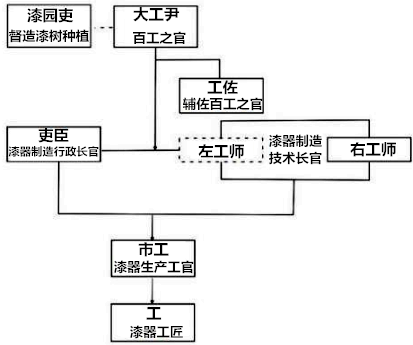 漆园吏
督造漆树种植
大工尹
百工之官
工佐
辅佐百工之官
吏臣
漆器制造行政长官
左工师
漆器制造
技术长官
右工师
市工
漆器生产工官
工
漆器工匠